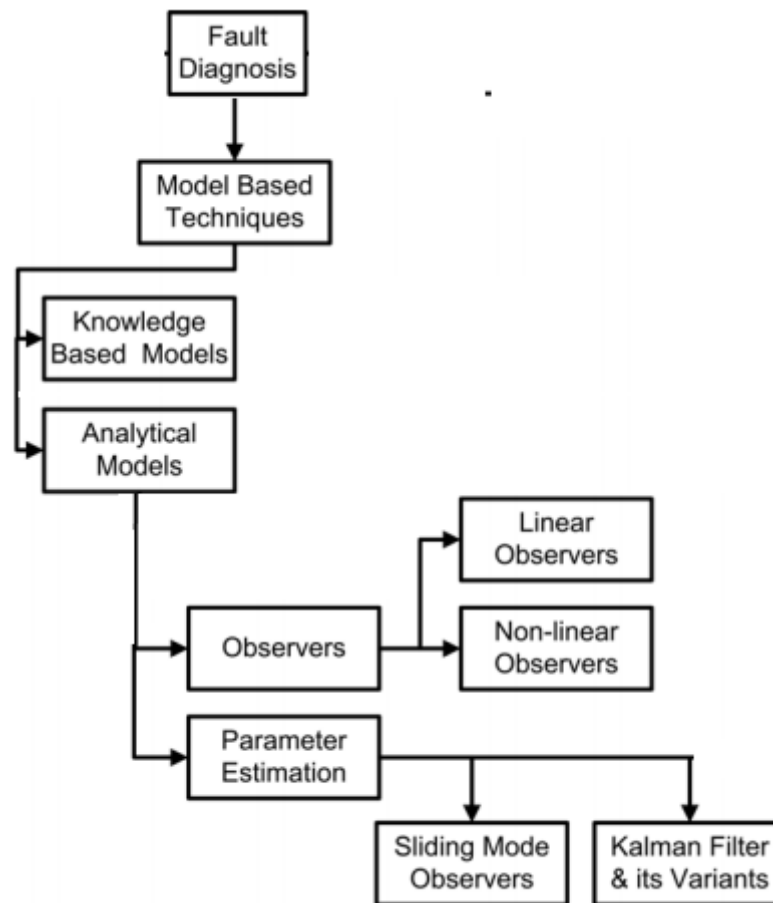 Fault
Diagnosis
Model Based
Techniques
Knowledge
Based Models
Analytical
Models
Linear
Observers
Observers
Non-linear
Observers
Parameter
Estimation
Sliding Mode
Observers
Kalman Filter
& its Variants